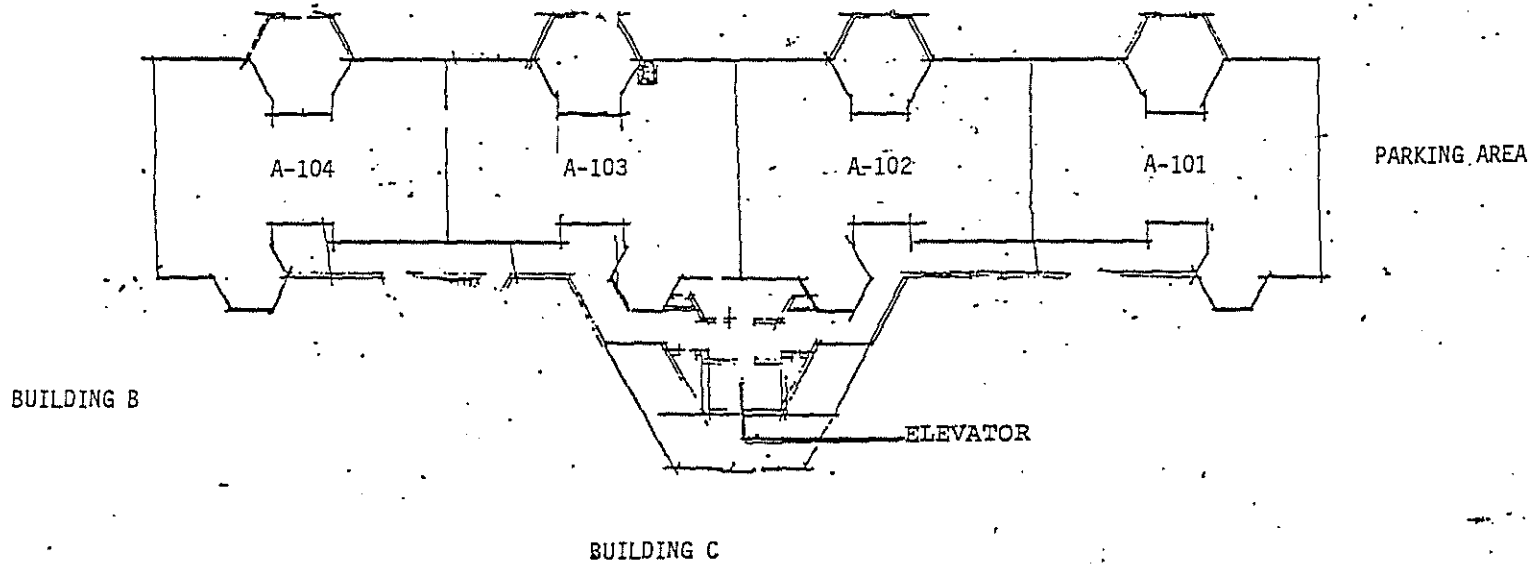 A-104 A-103 A-102 A-101 PARKING AREA
BUILDING B
ELEVATOR
BUILDING C